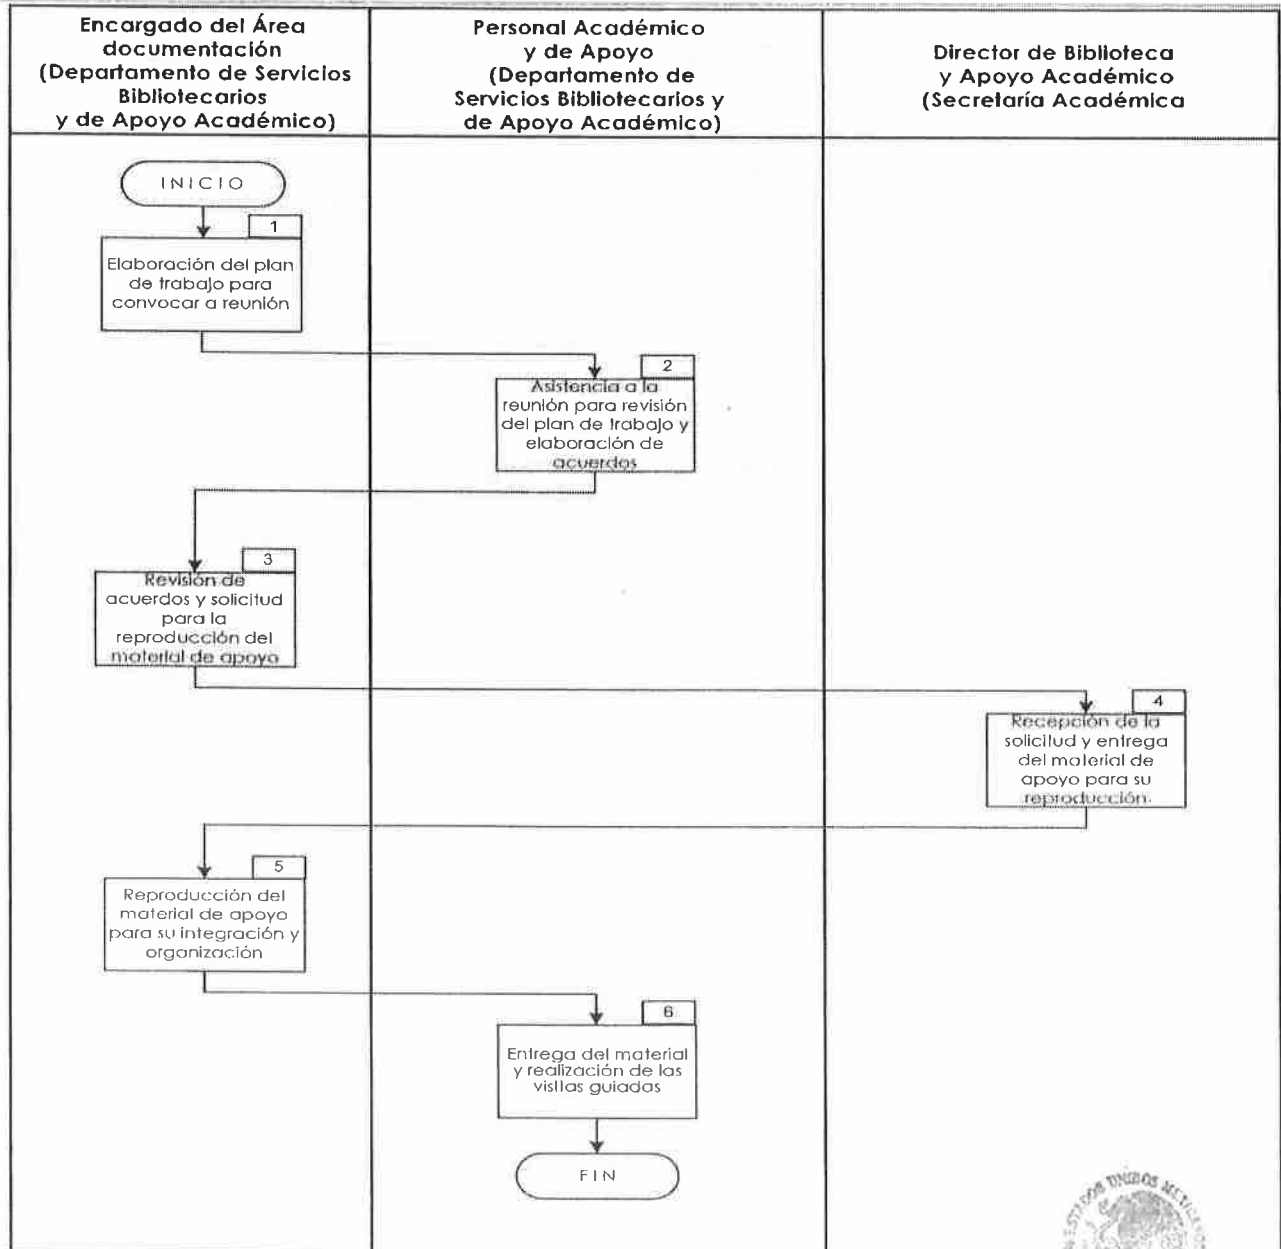 Encargado del Área
documentación
(Departamento de Servicios
Bibliotecarios
y de Apoyo Académico)
Personal Académico
y de Apoyo
(Departamento de
Servicios Bibliotecarios y
de Apoyo Académico)
Director de Biblioteca
y Apoyo Académico
(Secretaría Académica
INICIO
1
Elaboración del plan
de trabajo para
convocar a reunión
2
Asistencia a la
reunión para revisión
del plan de trabajo y
elaboración de
acuerdos
3
Revisión de
acuerdos y solicitud
para la
reproducción del
material de apoyo
4
Recepción de la
solicitud y entrega
del material de
apoyo para su
reproducción.
5
Reproducción del
material de apoyo
para su integración y
organización
6
Entrega del material
y realización de las
visitas guiadas
FIN
UNIDOS